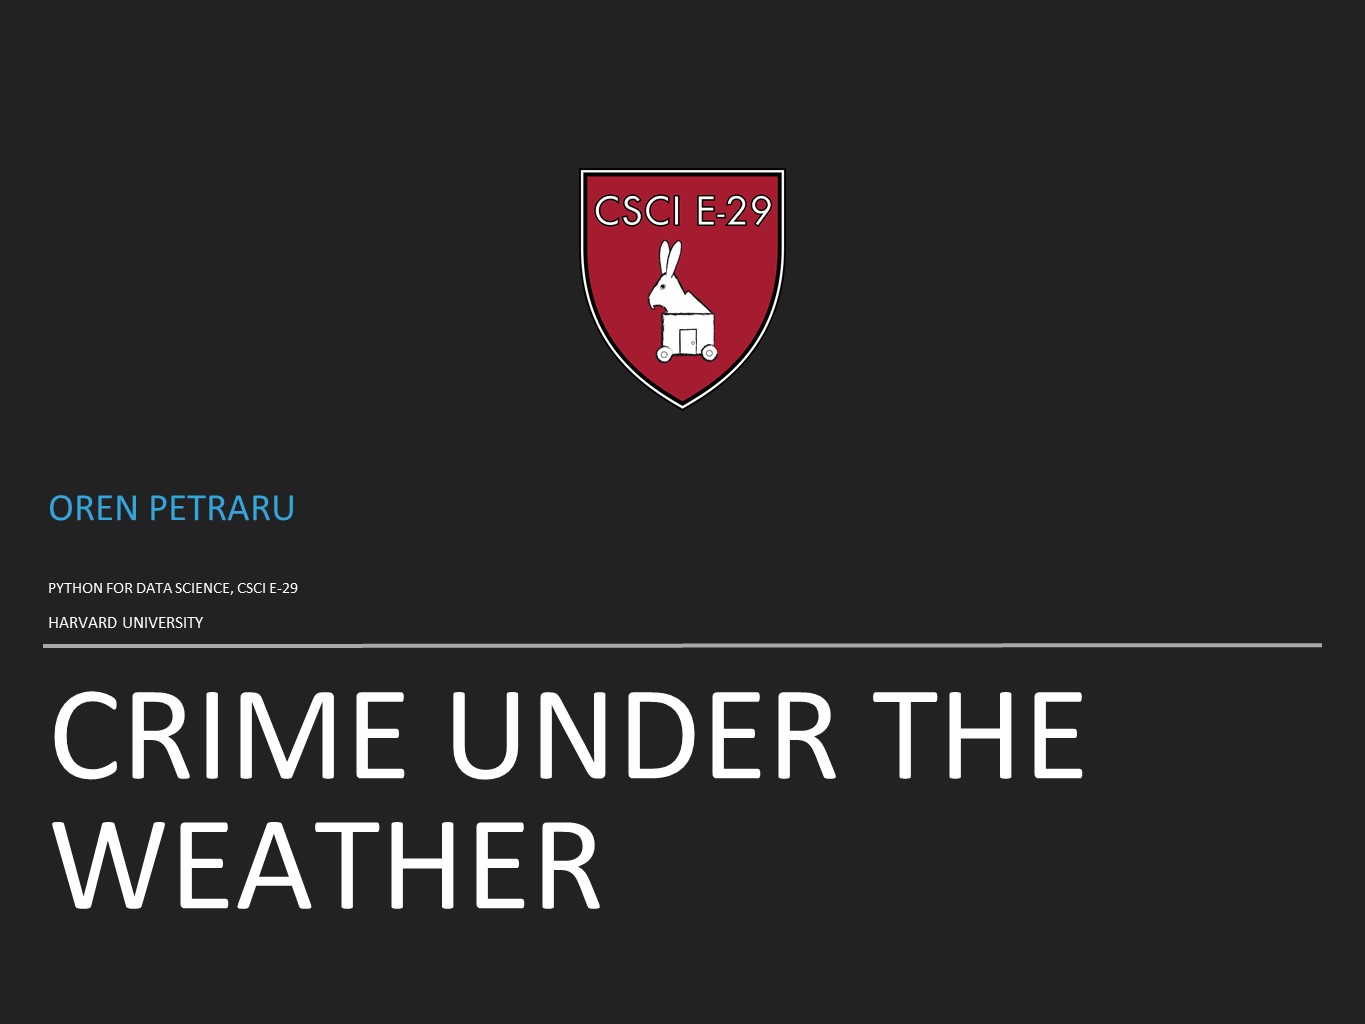 CSCI E-29
OREN PETRARU
PYTHON FOR DATA SCIENCE, CSCI E-29
HARVARD UNIVERSITY
CRIME UNDER THE
WEATHER